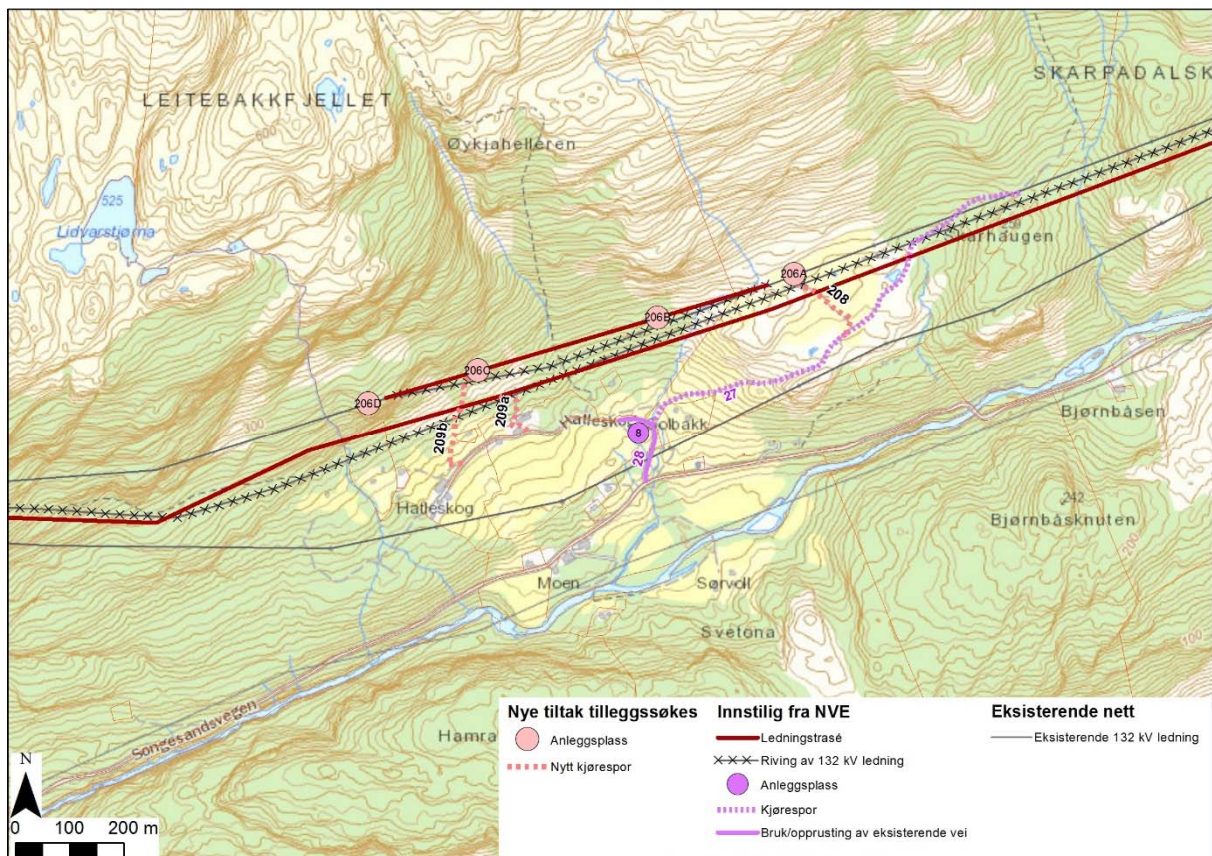 LEITEBAKKFJELLET
SKARPADALSK
600
Øykjahelleren
525
Lidvarstjørna
Skarhaugen
206A
208
206B
206C
206D
300
209b
209a
27
8
28
Bjørnbåsen
Halleskog
242
Bjørnbåsknuten
200
Moen
Sørvoll
Svetona
100
Songesandsvegen
Hamra
N
0 100 200 m
Nye tiltak tilleggssøkes
Anleggsplass
Nytt kjørespor
Innstilig fra NVE
Ledningstrasé
Riving av 132 kV ledning
Anleggsplass
Kjørespor
Bruk/opprusting av eksisterende vei
Eksisterende nett
Eksisterende 132 kV ledning